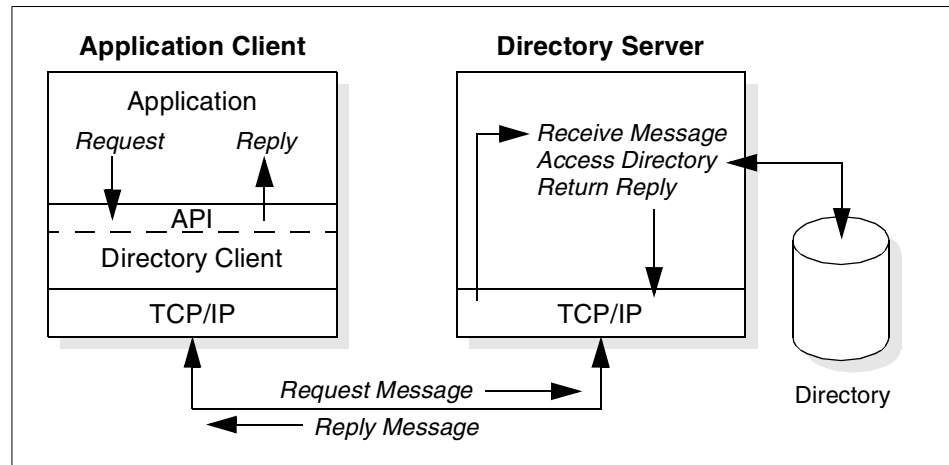 Application Client
Application
Request
Reply
API
Directory Client
TCP/IP
Directory Server
Receive Message
Access Directory
Return Reply
TCP/IP
Directory
Request Message
Reply Message